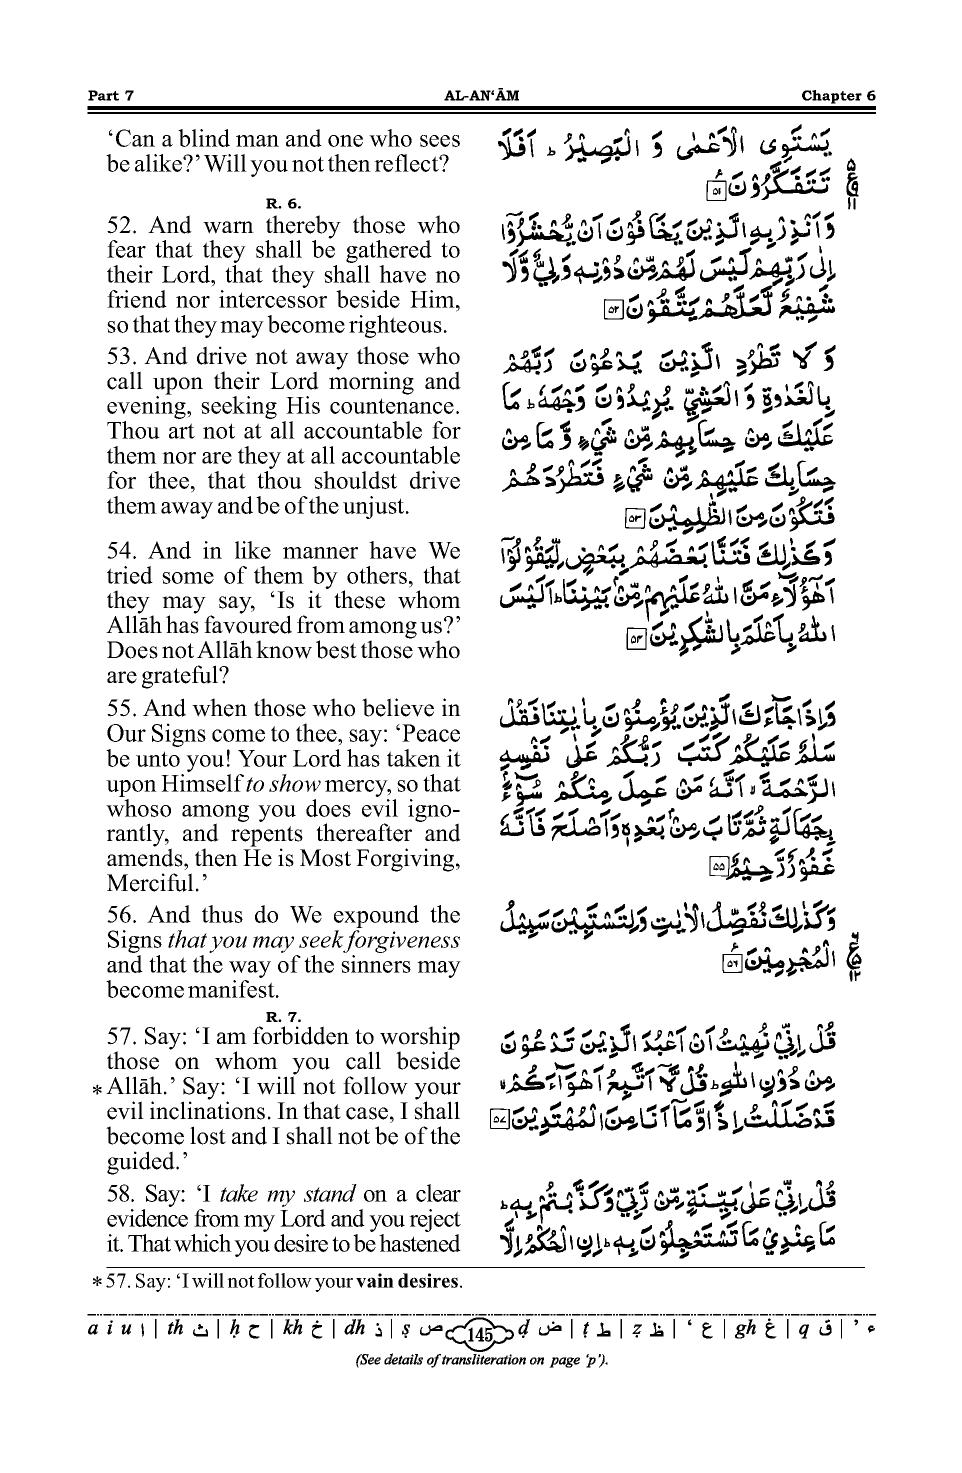 Part 7 AL-AN‘ĀM Chapter 6
‘Can a blind man and one who sees
be alike?’ Will you not then reflect?
R. 6.
52. And warn thereby those who
fear that they shall be gathered to
their Lord, that they shall have no
friend nor intercessor beside Him,
so that they may become righteous.
53. And drive not away those who
call upon their Lord morning and
evening, seeking His countenance.
Thou art not at all accountable for
them nor are they at all accountable
for thee, that thou shouldst drive
them away and be of the unjust.
54. And in like manner have We
tried some of them by others, that
they may say, ‘Is it these whom
Allāh has favoured from among us?’
Does not Allāh know best those who
are grateful?
55. And when those who believe in
Our Signs come to thee, say: ‘Peace
be unto you! Your Lord has taken it
upon Himself to show mercy, so that
whoso among you does evil igno-
rantly, and repents thereafter and
amends, then He is Most Forgiving,
Merciful.’
56. And thus do We expound the
Signs that you may seek forgiveness
and that the way of the sinners may
become manifest.
R. 7.
57. Say: ‘I am forbidden to worship
those on whom you call beside
* Allāh.’ Say: ‘I will not follow your
evil inclinations. In that case, I shall
become lost and I shall not be of the
guided.’
58. Say: ‘I take my stand on a clear
evidence from my Lord and you reject
it. That which you desire to be hastened
يَسْتَوِى الْاَعْمٰى وَ الْبَصِيْرُ ؕ اَفَلَا
تَتَفَكَّرُوْنَ ۟ ﴿۵۱﴾ ع ۵ ۱۱
وَ اَنْذِرْ بِهِ الَّذِيْنَ يَخَافُوْنَ اَنْ يُّحْشَرُوْۤا
اِلٰى رَبِّهِمْ لَيْسَ لَهُمْ مِّنْ دُوْنِهٖ وَلِيٌّ وَّلَا
شَفِيْعٌ لَّعَلَّهُمْ يَتَّقُوْنَ ﴿۵۲﴾
وَ لَا تَطْرُدِ الَّذِيْنَ يَدْعُوْنَ رَبَّهُمْ
بِالْغَدٰوةِ وَ الْعَشِيِّ يُرِيْدُوْنَ وَجْهَهٗ ؕ مَا
عَلَيْكَ مِنْ حِسَابِهِمْ مِّنْ شَيْءٍ وَّ مَا مِنْ
حِسَابِكَ عَلَيْهِمْ مِّنْ شَيْءٍ فَتَطْرُدَهُمْ
فَتَكُوْنَ مِنَ الظّٰلِمِيْنَ ﴿۵۳﴾
وَ كَذٰلِكَ فَتَنَّا بَعْضَهُمْ بِبَعْضٍ لِّيَقُوْلُوْۤا
اَهٰۤؤُلَآءِ مَنَّ اللّٰهُ عَلَيْهِمْ مِّنْۢ بَيْنِنَا ؕ اَلَيْسَ
اللّٰهُ بِاَعْلَمَ بِالشّٰكِرِيْنَ ﴿۵۴﴾
وَ اِذَا جَآءَكَ الَّذِيْنَ يُؤْمِنُوْنَ بِاٰيٰتِنَا فَقُلْ
سَلٰمٌ عَلَيْكُمْ كَتَبَ رَبُّكُمْ عَلٰى نَفْسِهِ
الرَّحْمَةَ ۙ اَنَّهٗ مَنْ عَمِلَ مِنْكُمْ سُوْٓءًۢا
بِجَهَالَةٍ ثُمَّ تَابَ مِنْۢ بَعْدِهٖ وَ اَصْلَحَ فَاَنَّهٗ
غَفُوْرٌ رَّحِيْمٌ ﴿۵۵﴾
وَ كَذٰلِكَ نُفَصِّلُ الْاٰيٰتِ وَ لِتَسْتَبِيْنَ سَبِيْلُ
الْمُجْرِمِيْنَ ۟ ﴿۵۶﴾ ع ۱۲
قُلْ اِنِّيْ نُهِيْتُ اَنْ اَعْبُدَ الَّذِيْنَ تَدْعُوْنَ
مِنْ دُوْنِ اللّٰهِ ؕ قُلْ لَّاۤ اَتَّبِعُ اَهْوَآءَكُمْ ۙ
قَدْ ضَلَلْتُ اِذًا وَّ مَاۤ اَنَا مِنَ الْمُهْتَدِيْنَ ﴿۵۷﴾
قُلْ اِنِّيْ عَلٰى بَيِّنَةٍ مِّنْ رَّبِّيْ وَ كَذَّبْتُمْ بِهٖ ؕ
مَا عِنْدِيْ مَا تَسْتَعْجِلُوْنَ بِهٖ ؕ اِنِ الْحُكْمُ اِلَّا
* 57. Say: ‘I will not follow your vain desires.
a i u ا | th ث | ḥ ح | kh خ | dh ذ | ṣ ص 145 ḍ ض | ṭ ط | ẓ ظ | ‘ ع | gh غ | q ق | ’ ء
(See details of transliteration on page ‘p’).